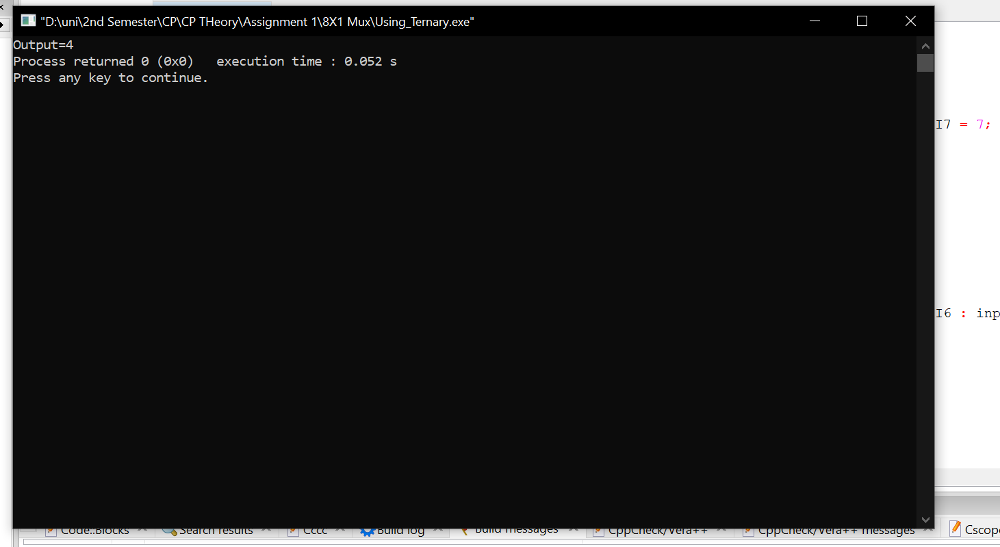 "D:\uni\2nd Semester\CP\CP THeory\Assignment 1\8X1 Mux\Using_Ternary.exe"
Output=4
Process returned 0 (0x0)   execution time : 0.052 s
Press any key to continue.
I7 = 7;
I6 : inp
Code::Blocks
Search results
Cccc
Build log
Build messages
CppCheck/Vera++
CppCheck/Vera++ messages
Cscope